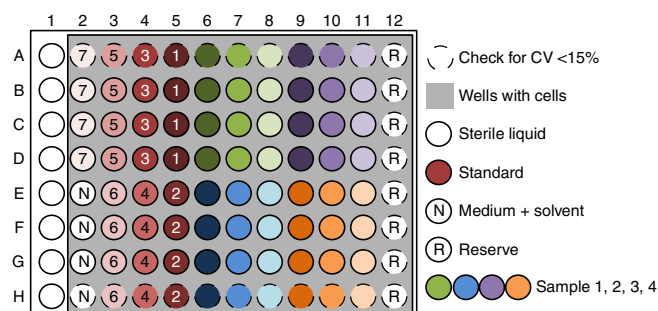 1 2 3 4 5 6 7 8 9 10 11 12
A 7 5 3 1 R
B 7 5 3 1 R
C 7 5 3 1 R
D 7 5 3 1 R
E N 6 4 2 R
F N 6 4 2 R
G N 6 4 2 R
H N 6 4 2 R
Check for CV <15%
Wells with cells
Sterile liquid
Standard
N Medium + solvent
R Reserve
Sample 1, 2, 3, 4